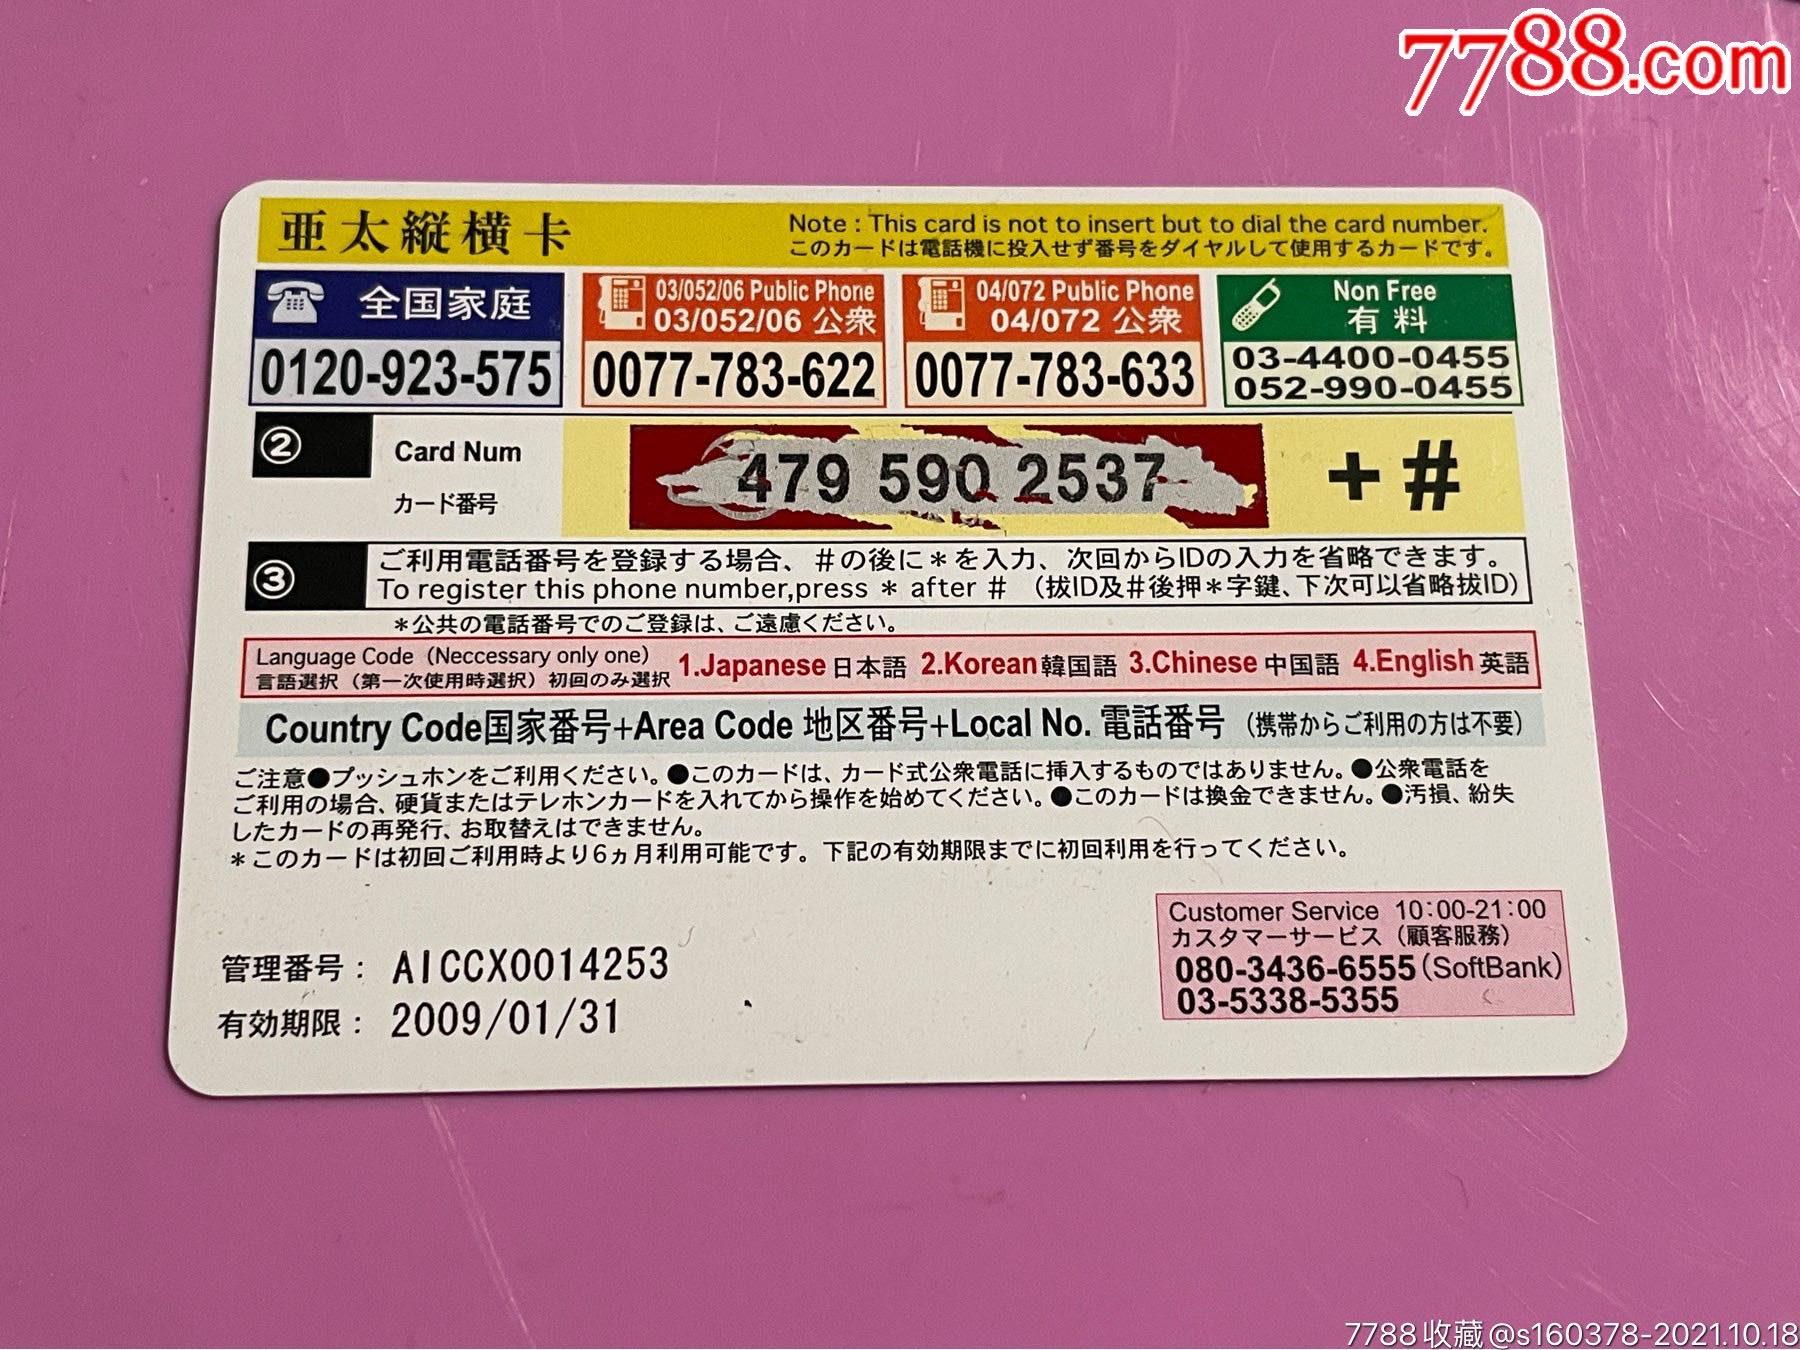 7788.com
亜太縦横卡
Note : This card is not to insert but to dial the card number.
このカードは電話機に投入せず番号をダイヤルして使用するカードです。
全国家庭
0120-923-575
03/052/06 Public Phone
03/052/06 公衆
0077-783-622
04/072 Public Phone
04/072 公衆
0077-783-633
Non Free
有料
03-4400-0455
052-990-0455
② Card Num
カード番号
479 590 2537 + #
③ ご利用電話番号を登録する場合、#の後に*を入力、次回からIDの入力を省略できます。
To register this phone number,press * after # (拔ID及#後押*字鍵、下次可以省略拔ID)
*公共の電話番号でのご登録は、ご遠慮ください。
Language Code (Neccessary only one)
言語選択(第一次使用時選択)初回のみ選択
1.Japanese 日本語 2.Korean 韓国語 3.Chinese 中国語 4.English 英語
Country Code国家番号+Area Code 地区番号+Local No. 電話番号 (携帯からご利用の方は不要)
ご注意●プッシュホンをご利用ください。●このカードは、カード式公衆電話に挿入するものではありません。●公衆電話を
ご利用の場合、硬貨またはテレホンカードを入れてから操作を始めてください。●このカードは換金できません。●汚損、紛失
したカードの再発行、お取替えはできません。
*このカードは初回ご利用時より6ヵ月利用可能です。下記の有効期限までに初回利用を行ってください。
管理番号: AICCX0014253
有効期限: 2009/01/31
Customer Service 10:00-21:00
カスタマーサービス(顧客服務)
080-3436-6555(SoftBank)
03-5338-5355
7788收藏@s160378-2021.10.18